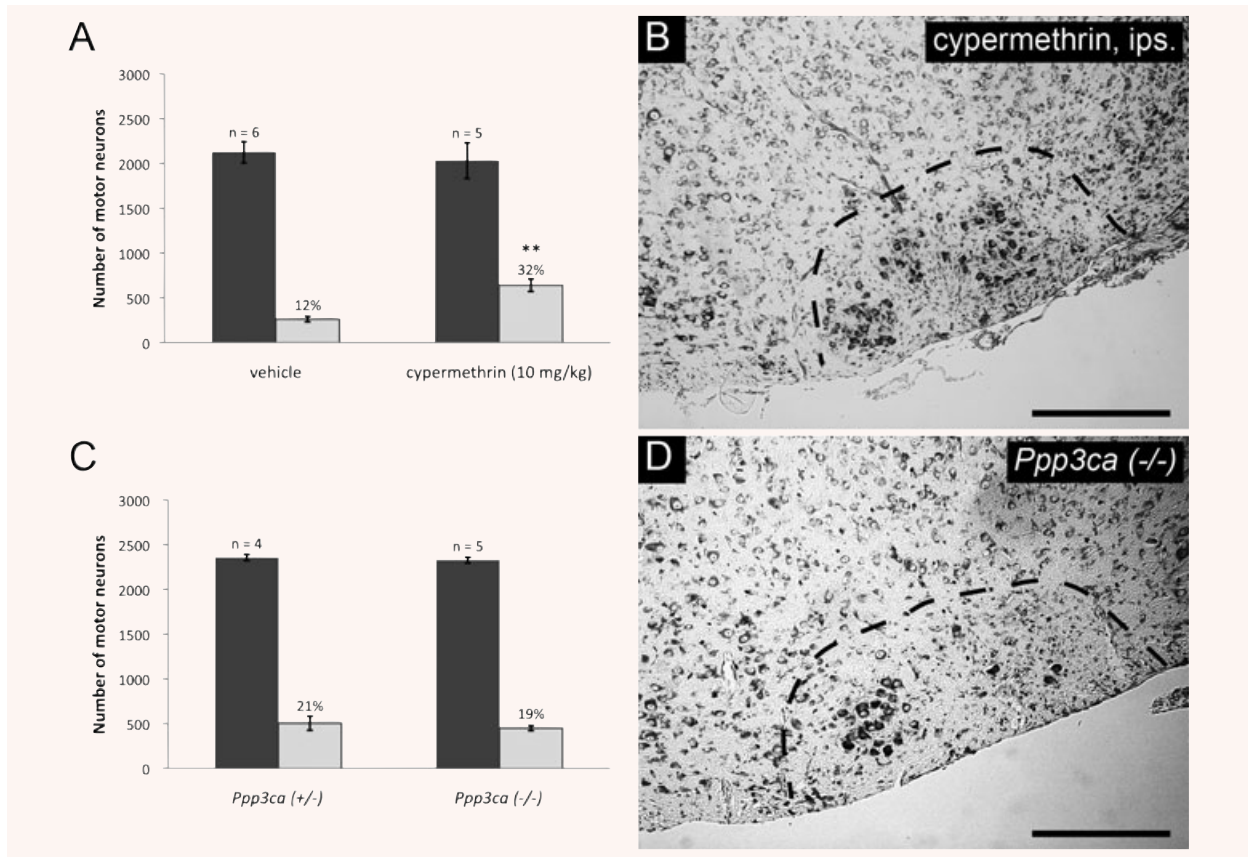 A
Number of motor neurons
3000
2500
2000
1500
1000
500
0
n = 6
12%
n = 5
**
32%
vehicle
cypermethrin (10 mg/kg)
B
cypermethrin, ips.
C
Number of motor neurons
3000
2500
2000
1500
1000
500
0
n = 4
21%
n = 5
19%
Ppp3ca (+/-)
Ppp3ca (-/-)
D
Ppp3ca (-/-)